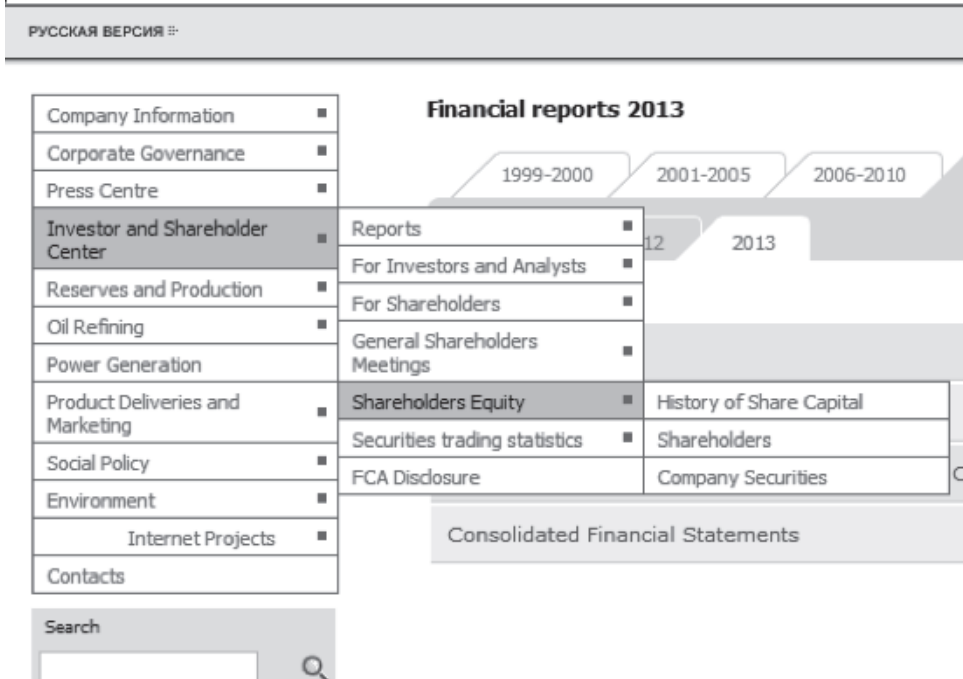 РУССКАЯ ВЕРСИЯ
Financial reports 2013
1999-2000
2001-2005
2006-2010
12
2013
Company Information
Corporate Governance
Press Centre
Investor and Shareholder
Center
Reserves and Production
Oil Refining
Power Generation
Product Deliveries and
Marketing
Social Policy
Environment
Internet Projects
Contacts
Reports
For Investors and Analysts
For Shareholders
General Shareholders
Meetings
Shareholders Equity
Securities trading statistics
FCA Disclosure
History of Share Capital
Shareholders
Company Securities
Consolidated Financial Statements
Search